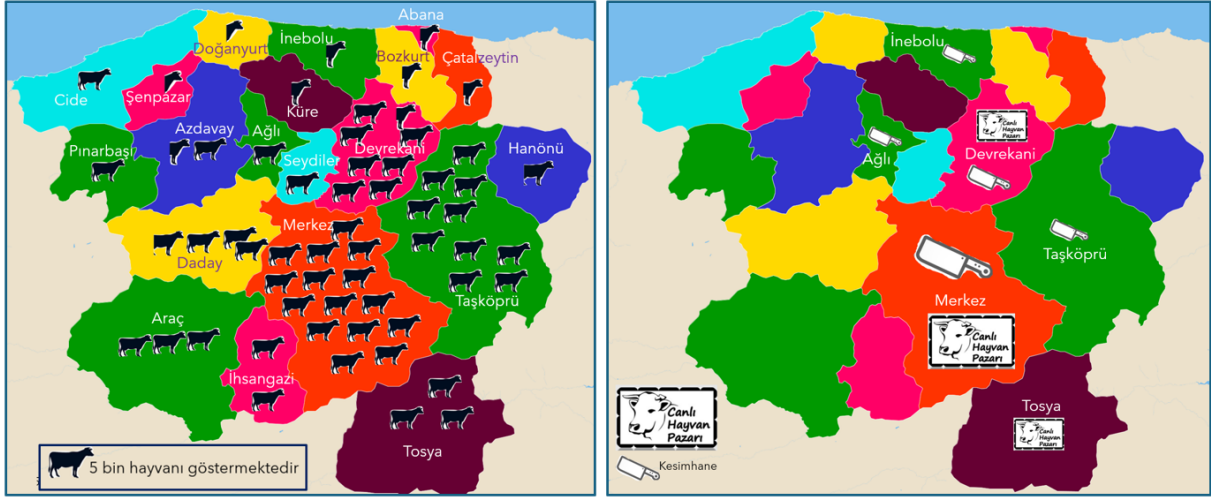 Abana
İnebolu
Doğanyurt
Bozkurt
Çatalzeytin
Cide
Şenpazar
Küre
Azdavay
Ağlı
Devrekani
Hanönü
Pınarbaşı
Seydiler
Merkez
Daday
Taşköprü
Araç
İhsangazi
Tosya
5 bin hayvanı göstermektedir
İnebolu
Canlı
Hayvan
Pazarı
Devrekani
Ağlı
Taşköprü
Merkez
Canlı
Hayvan
Pazarı
Tosya
Canlı
Hayvan
Pazarı
Canlı
Hayvan
Pazarı
Kesimhane